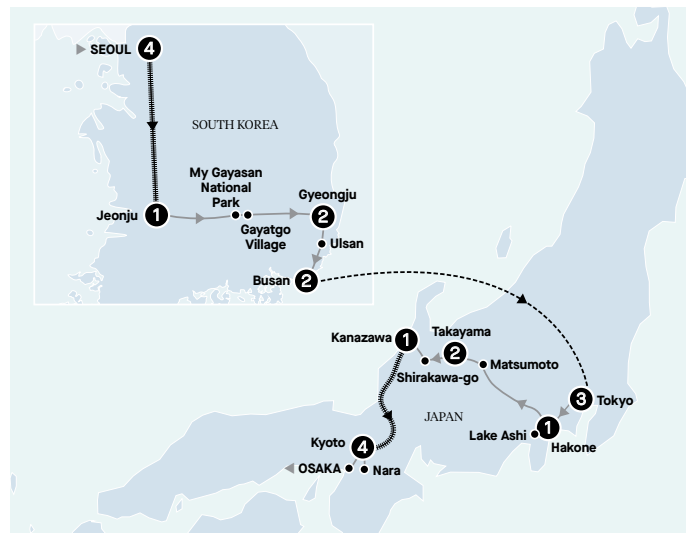 SEOUL
4
SOUTH KOREA
My Gayasan
National
Park
Gayatgo
Village
Gyeongju
2
Jeonju
1
Ulsan
Busan
2
Kanazawa
1
Takayama
2
Shirakawa-go
Matsumoto
3
Tokyo
JAPAN
Lake Ashi
1
Hakone
Kyoto
4
OSAKA
Nara